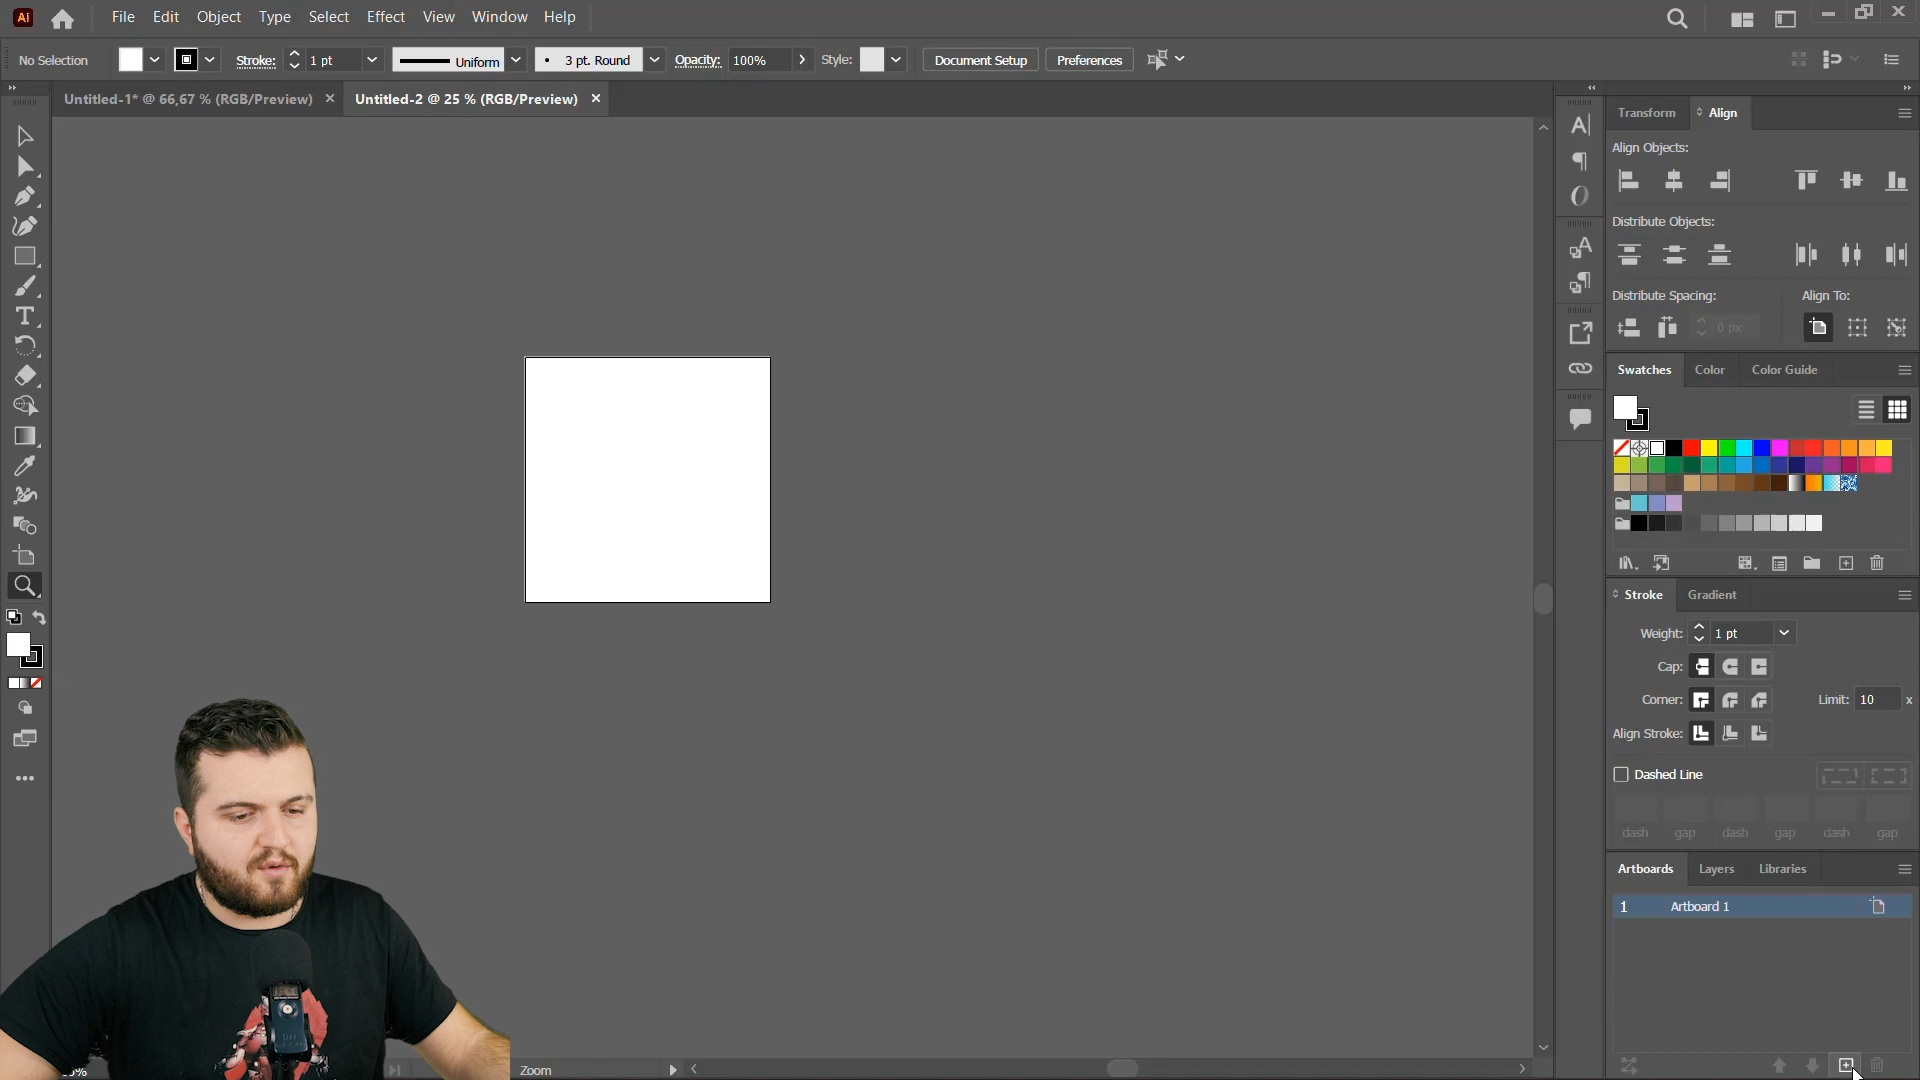 Ai File Edit Object Type Select Effect View Window Help
No Selection Stroke: 1 pt Uniform 3 pt. Round Opacity: 100% Style: Document Setup Preferences
Untitled-1* @ 66,67 % (RGB/Preview) × Untitled-2 @ 25 % (RGB/Preview) ×
Transform Align
Align Objects:
Distribute Objects:
Distribute Spacing: Align To:
0 px
Swatches Color Color Guide
Stroke Gradient
Weight: 1 pt
Cap:
Corner: Limit: 10 x
Align Stroke:
Dashed Line
dash gap dash gap dash gap
Artboards Layers Libraries
1 Artboard 1
Zoom